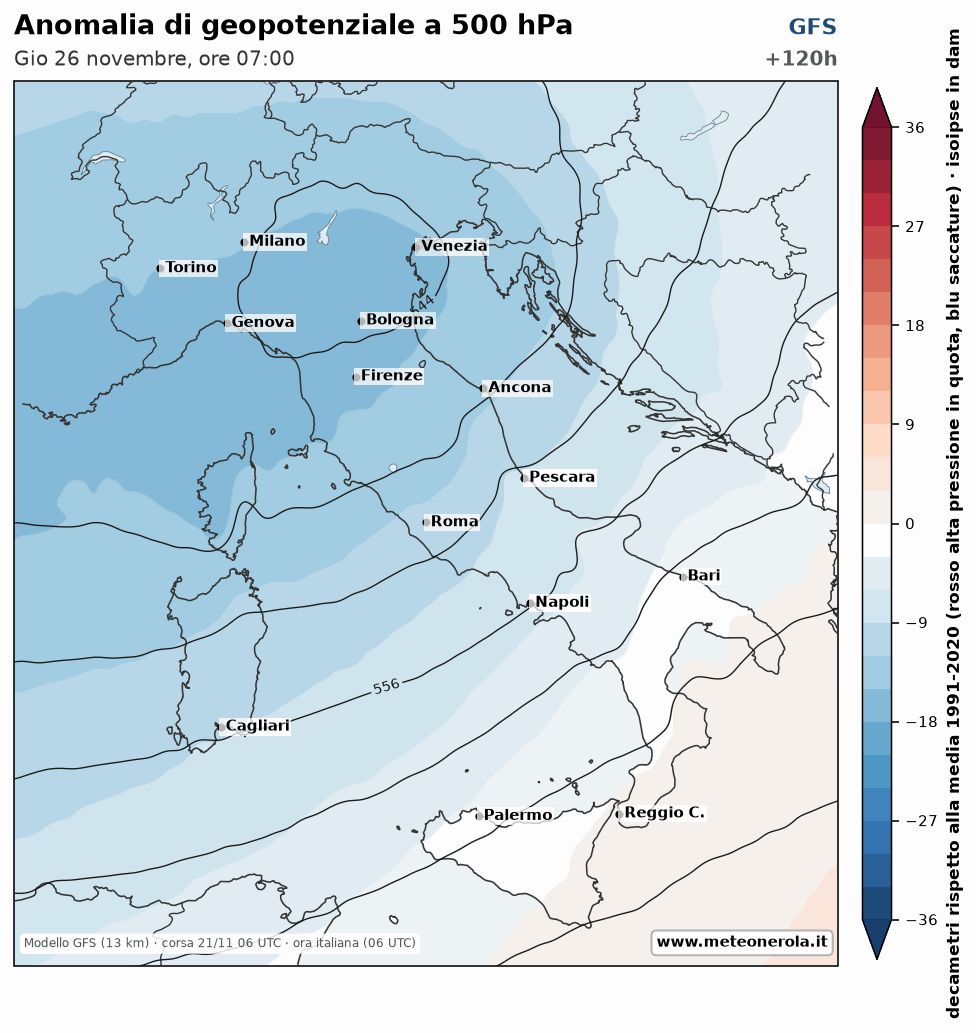 Anomalia di geopotenziale a 500 hPa
GFS
Gio 26 novembre, ore 07:00
+120h
Milano
Venezia
Torino
Genova
Bologna
44
Firenze
Ancona
Pescara
Roma
Bari
Napoli
556
Cagliari
Palermo
Reggio C.
Modello GFS (13 km) · corsa 21/11 06 UTC · ora italiana (06 UTC)
www.meteonerola.it
36
27
18
9
0
−9
−18
−27
−36
decametri rispetto alla media 1991-2020 (rosso alta pressione in quota, blu saccature) · isoipse in dam